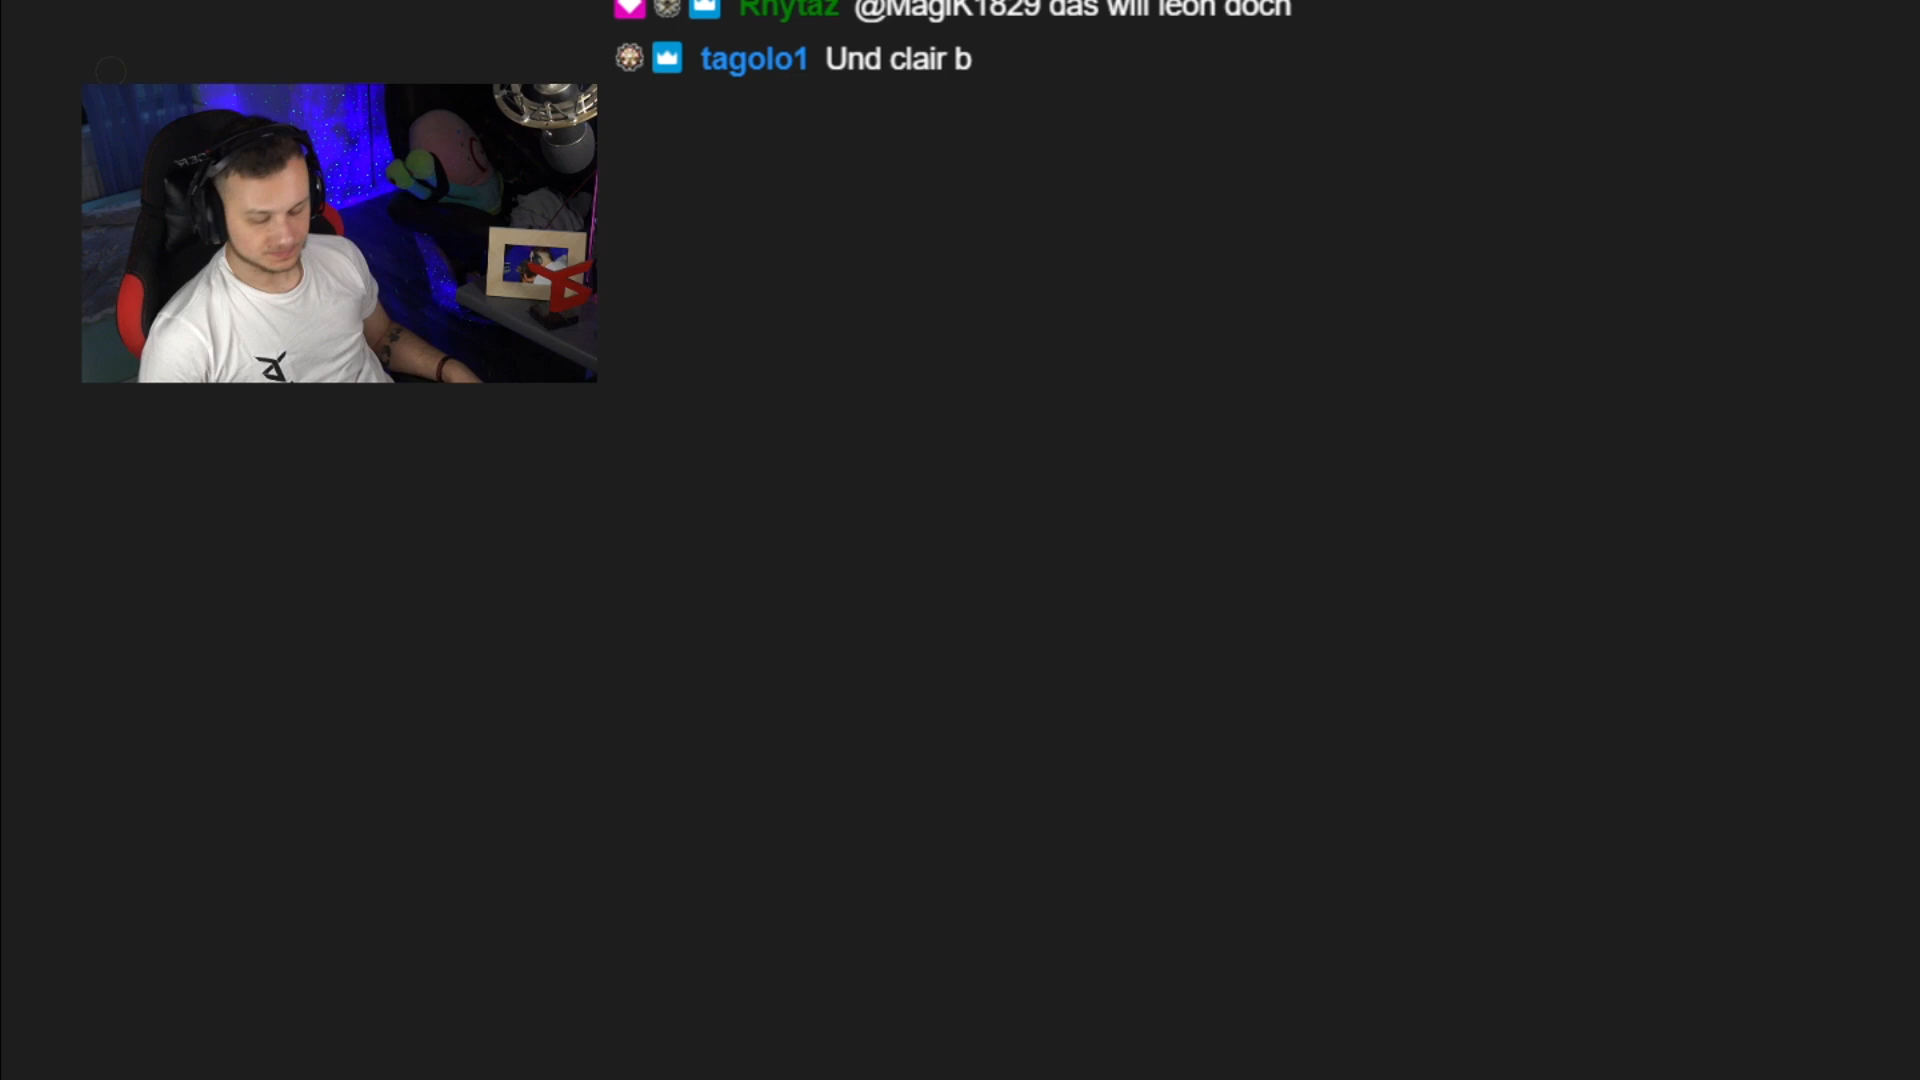 Rhytaz @MagiK1829 das will leon doch
tagolo1 Und clair b